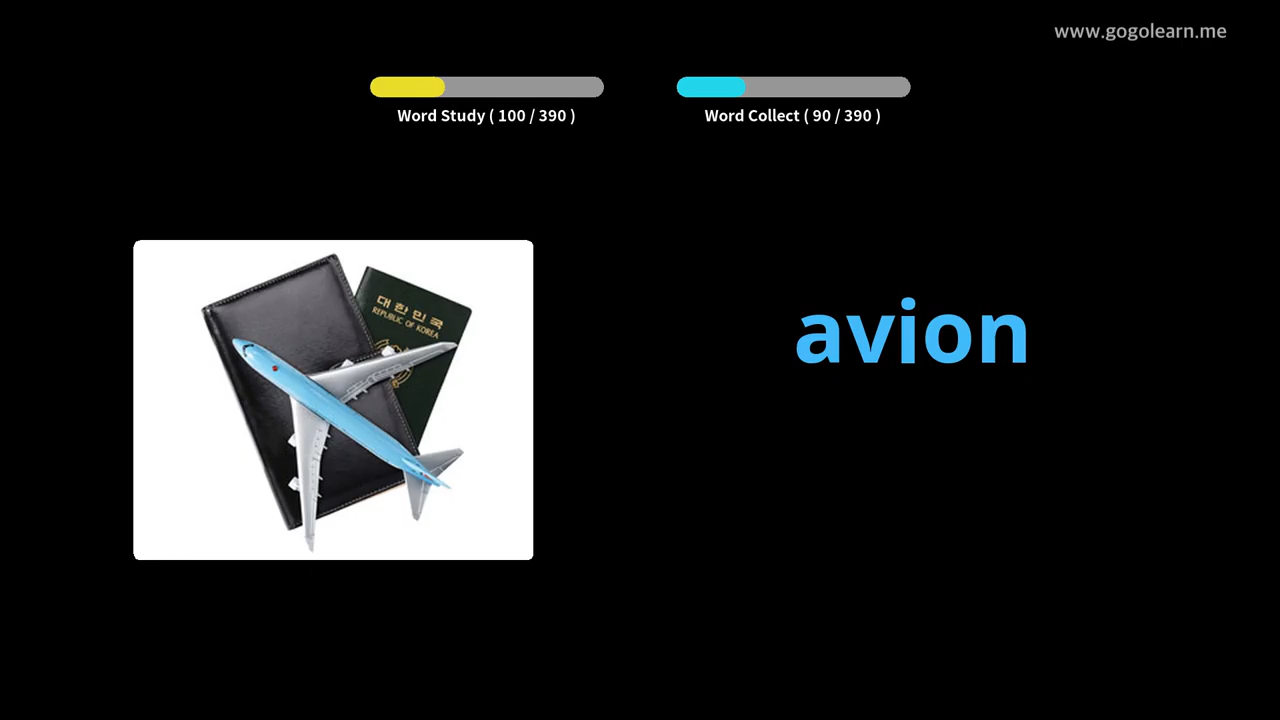 www.gogolearn.me
Word Study ( 100 / 390 )
Word Collect ( 90 / 390 )
대한민국
REPUBLIC OF KOREA
avion